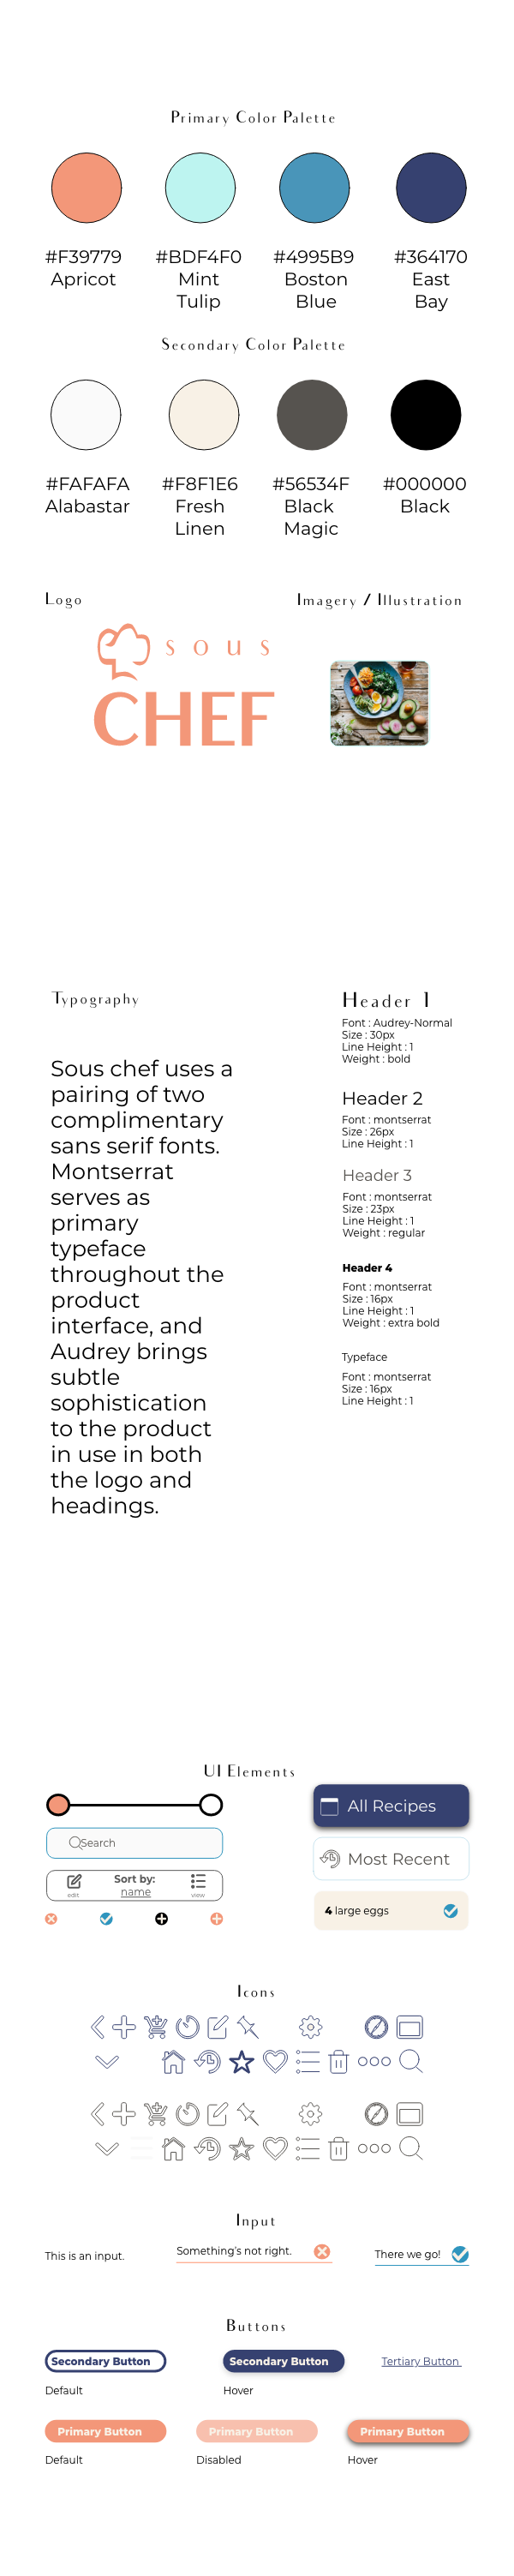 Primary Color Palette
#F39779
Apricot
#BDF4F0
Mint
Tulip
#4995B9
Boston
Blue
#364170
East
Bay
Secondary Color Palette
#FAFAFA
Alabastar
#F8F1E6
Fresh
Linen
#56534F
Black
Magic
#000000
Black
Logo
Imagery / Illustration
sous
CHEF
Typography
Sous chef uses a
pairing of two
complimentary
sans serif fonts.
Montserrat
serves as
primary
typeface
throughout the
product
interface, and
Audrey brings
subtle
sophistication
to the product
in use in both
the logo and
headings.
Header 1
Font : Audrey-Normal
Size : 30px
Line Height : 1
Weight : bold
Header 2
Font : montserrat
Size : 26px
Line Height : 1
Header 3
Font : montserrat
Size : 23px
Line Height : 1
Weight : regular
Header 4
Font : montserrat
Size : 16px
Line Height : 1
Weight : extra bold
Typeface
Font : montserrat
Size : 16px
Line Height : 1
UI Elements
Search
edit
Sort by:
name
view
All Recipes
Most Recent
4 large eggs
Icons
Input
This is an input.
Something's not right.
There we go!
Buttons
Secondary Button
Default
Secondary Button
Hover
Tertiary Button
Primary Button
Default
Primary Button
Disabled
Primary Button
Hover